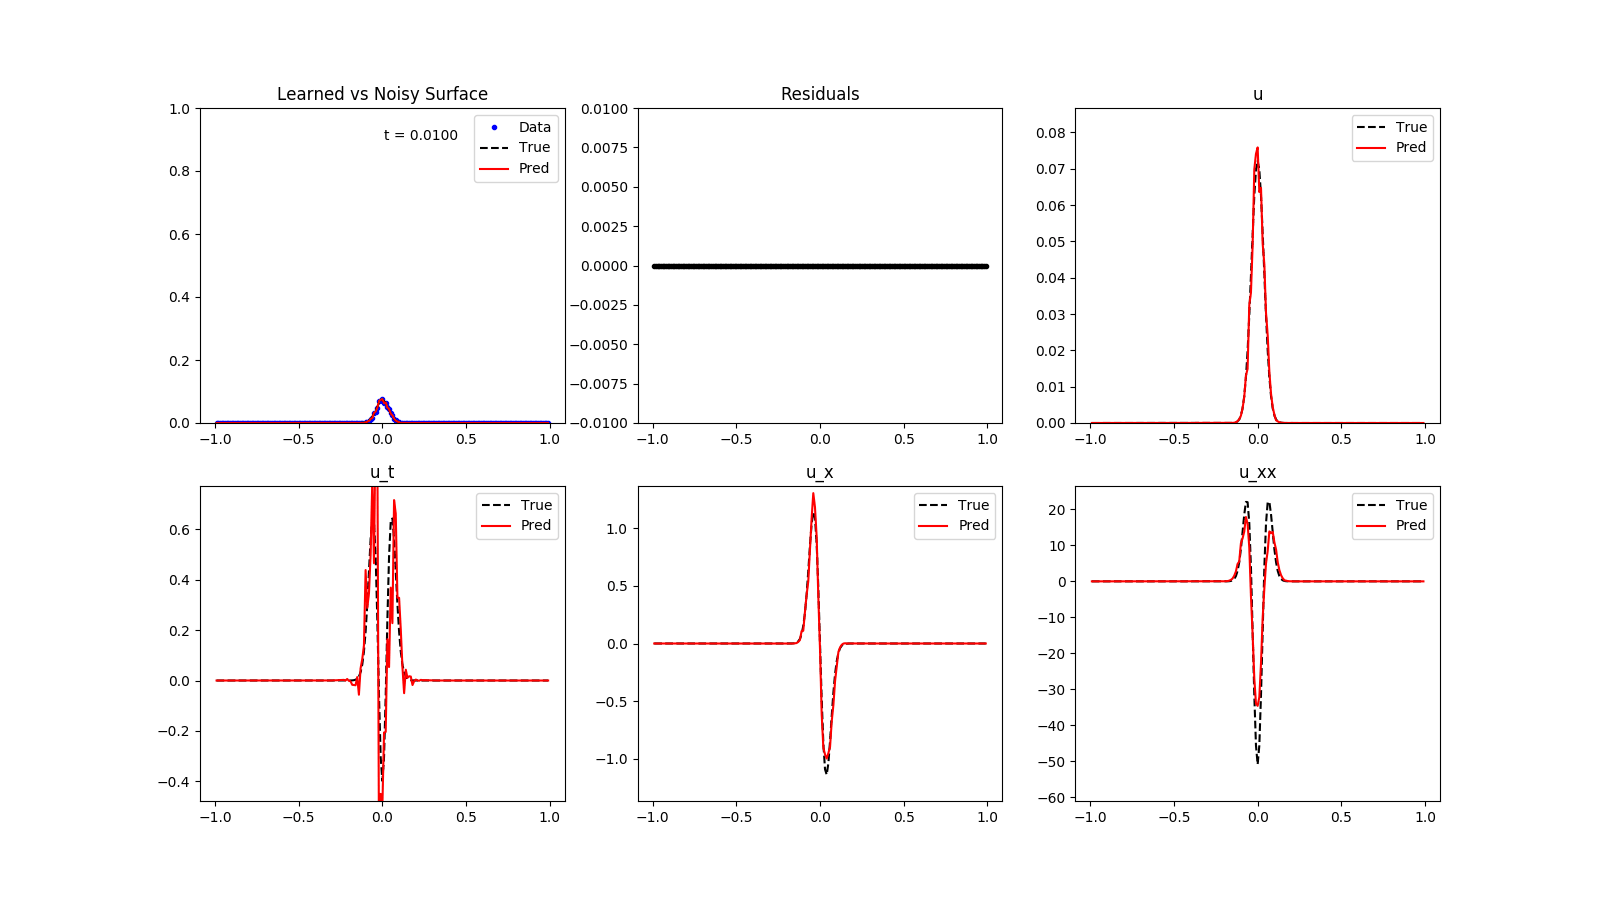 Learned vs Noisy Surface
1.0
0.8
0.6
0.4
0.2
0.0
−1.0 −0.5 0.0 0.5 1.0
t = 0.0100
Data
True
Pred
Residuals
0.0100
0.0075
0.0050
0.0025
0.0000
−0.0025
−0.0050
−0.0075
−0.0100
−1.0 −0.5 0.0 0.5 1.0
u
0.08
0.07
0.06
0.05
0.04
0.03
0.02
0.01
0.00
−1.0 −0.5 0.0 0.5 1.0
True
Pred
u_t
0.6
0.4
0.2
0.0
−0.2
−0.4
−1.0 −0.5 0.0 0.5 1.0
True
Pred
u_x
1.0
0.5
0.0
−0.5
−1.0
−1.0 −0.5 0.0 0.5 1.0
True
Pred
u_xx
20
10
0
−10
−20
−30
−40
−50
−60
−1.0 −0.5 0.0 0.5 1.0
True
Pred